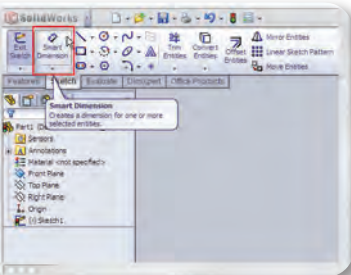 SolidWorks
Exit Sketch
Smart Dimension
Trim Entities
Convert Entities
Offset Entities
Mirror Entities
Linear Sketch Pattern
Move Entities
Features
Sketch
Evaluate
DimXpert
Office Products
Smart Dimension
Creates a dimension for one or more
selected entities.
Part1
Sensors
Annotations
Material <not specified>
Front Plane
Top Plane
Right Plane
Origin
(-) Sketch1